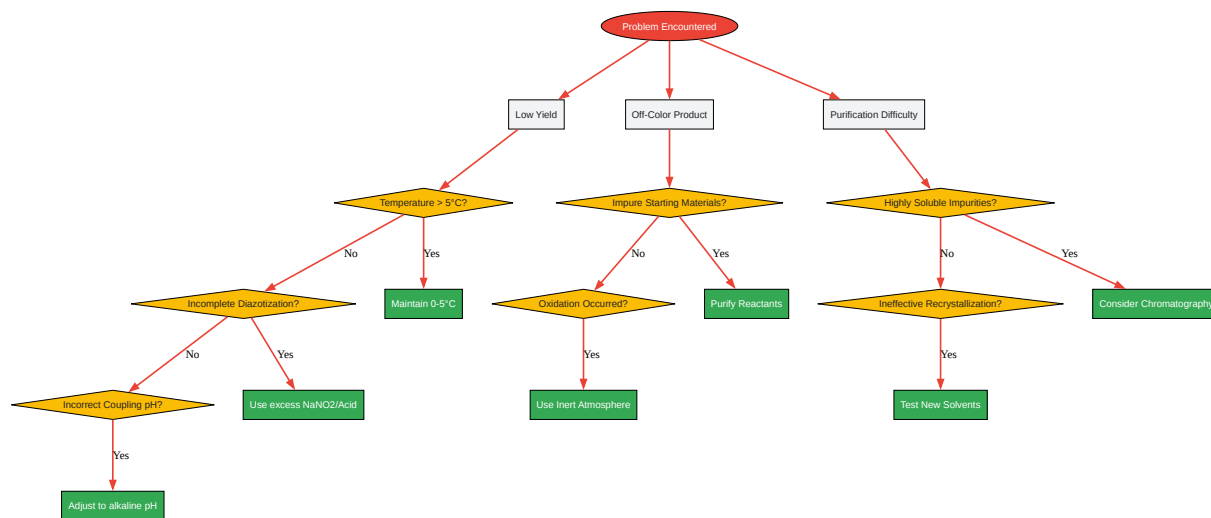 Problem Encountered
Low Yield
Off-Color Product
Purification Difficulty
Temperature > 5°C?
Impure Starting Materials?
Highly Soluble Impurities?
No
Yes
No
Yes
No
Yes
Incomplete Diazotization?
Maintain 0-5°C
Oxidation Occurred?
Purify Reactants
Ineffective Recrystallization?
Consider Chromatography
No
Yes
Yes
Yes
Incorrect Coupling pH?
Use excess NaNO2/Acid
Use Inert Atmosphere
Test New Solvents
Yes
Adjust to alkaline pH